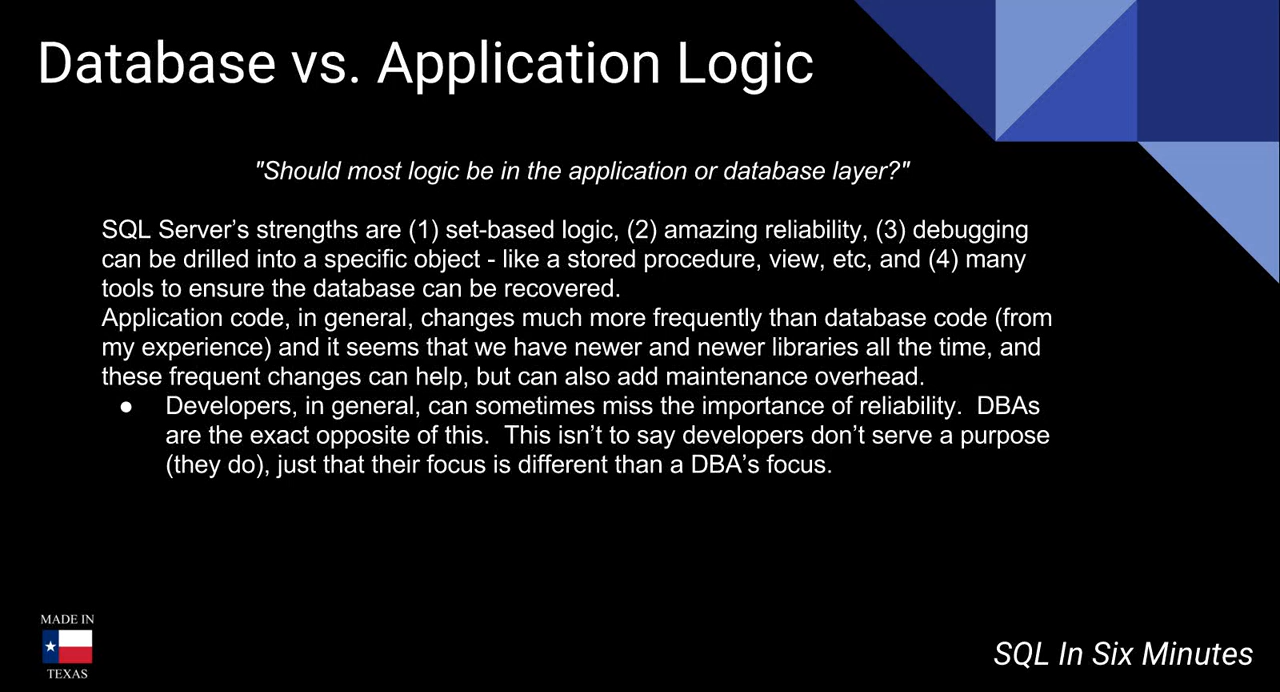 Database vs. Application Logic
"Should most logic be in the application or database layer?"
SQL Server’s strengths are (1) set-based logic, (2) amazing reliability, (3) debugging
can be drilled into a specific object - like a stored procedure, view, etc, and (4) many
tools to ensure the database can be recovered.
Application code, in general, changes much more frequently than database code (from
my experience) and it seems that we have newer and newer libraries all the time, and
these frequent changes can help, but can also add maintenance overhead.
● Developers, in general, can sometimes miss the importance of reliability.  DBAs
are the exact opposite of this.  This isn’t to say developers don’t serve a purpose
(they do), just that their focus is different than a DBA’s focus.
MADE IN
TEXAS
SQL In Six Minutes